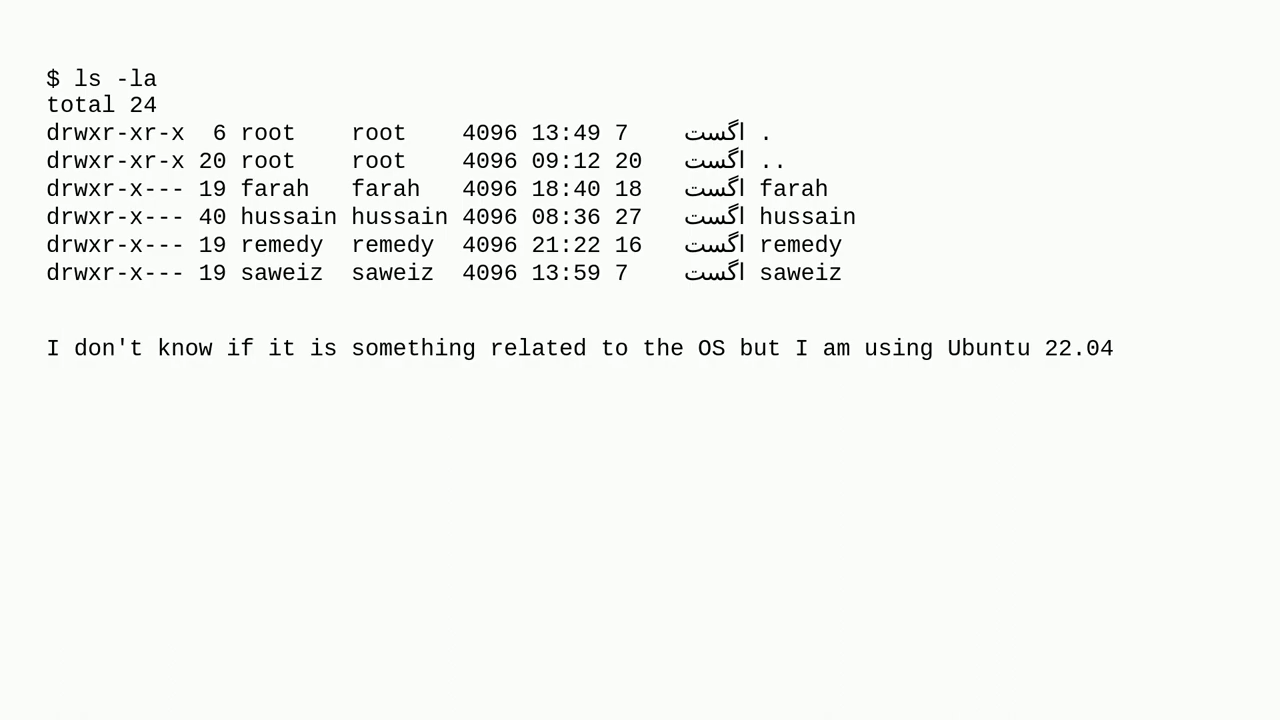 $ ls -la
total 24
drwxr-xr-x  6 root    root    4096 13:49 7    اگست .
drwxr-xr-x 20 root    root    4096 09:12 20   اگست ..
drwxr-x--- 19 farah   farah   4096 18:40 18   اگست farah
drwxr-x--- 40 hussain hussain 4096 08:36 27   اگست hussain
drwxr-x--- 19 remedy  remedy  4096 21:22 16   اگست remedy
drwxr-x--- 19 saweiz  saweiz  4096 13:59 7    اگست saweiz
I don't know if it is something related to the OS but I am using Ubuntu 22.04